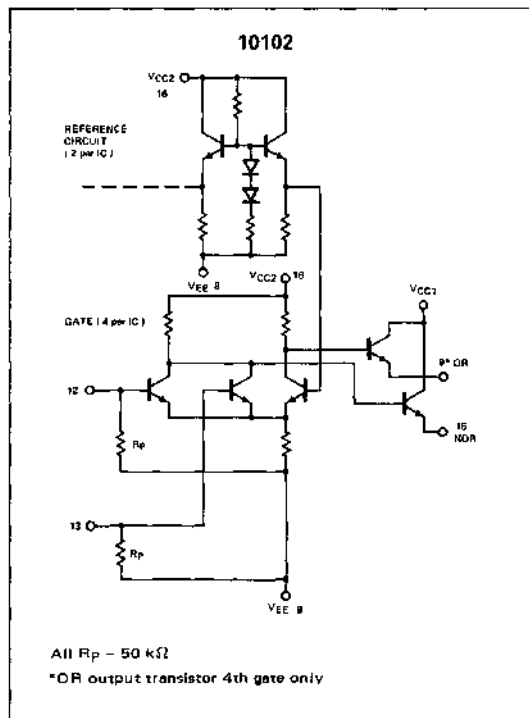 10102
VCC2
16
REFERENCE
CIRCUIT
( 2 per IC )
VEE 8
VCC2 16
VCC1
GATE ( 4 per IC )
9* OR
12
15
NOR
RP
13
RP
VEE 8
All RP - 50 kΩ
*OR output transistor 4th gate only